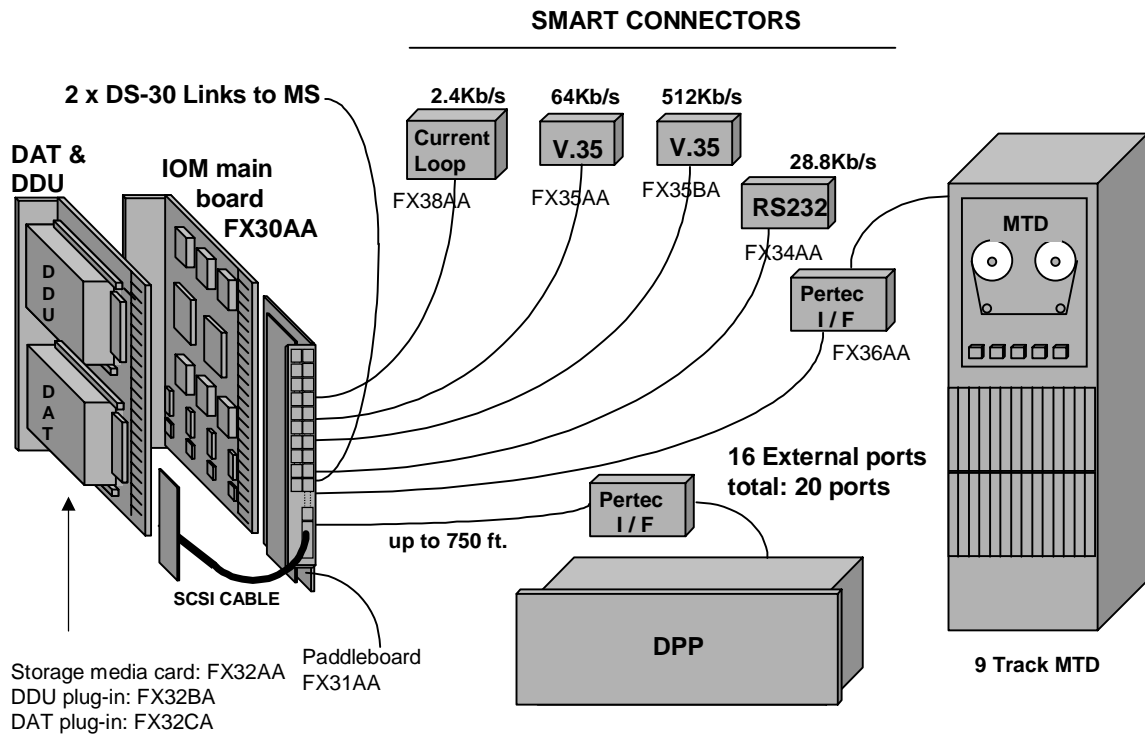 SMART CONNECTORS
2 x DS-30 Links to MS
2.4Kb/s
64Kb/s
512Kb/s
Current
Loop
V.35
V.35
28.8Kb/s
DAT &
DDU
IOM main
board
FX30AA
FX38AA
FX35AA
FX35BA
RS232
FX34AA
MTD
D
D
U
Pertec
I / F
FX36AA
D
A
T
16 External ports
total: 20 ports
Pertec
I / F
up to 750 ft.
SCSI CABLE
DPP
Storage media card: FX32AA
DDU plug-in: FX32BA
DAT plug-in: FX32CA
Paddleboard
FX31AA
9 Track MTD